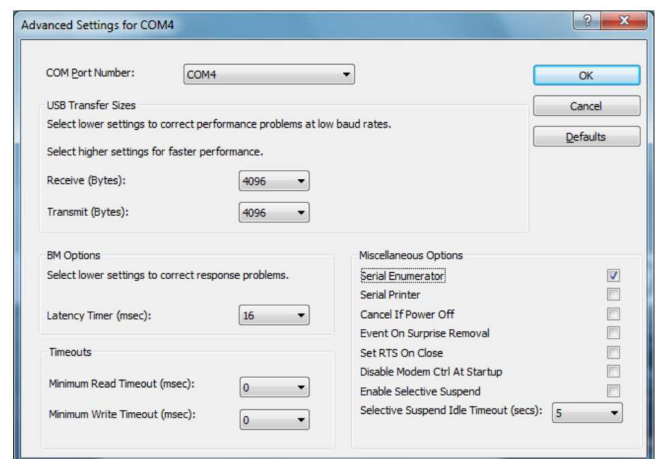 Advanced Settings for COM4
COM Port Number: COM4
OK
USB Transfer Sizes
Cancel
Select lower settings to correct performance problems at low baud rates.
Defaults
Select higher settings for faster performance.
Receive (Bytes): 4096
Transmit (Bytes): 4096
BM Options
Select lower settings to correct response problems.
Latency Timer (msec): 16
Timeouts
Minimum Read Timeout (msec): 0
Minimum Write Timeout (msec): 0
Miscellaneous Options
Serial Enumerator
Serial Printer
Cancel If Power Off
Event On Surprise Removal
Set RTS On Close
Disable Modem Ctrl At Startup
Enable Selective Suspend
Selective Suspend Idle Timeout (secs): 5